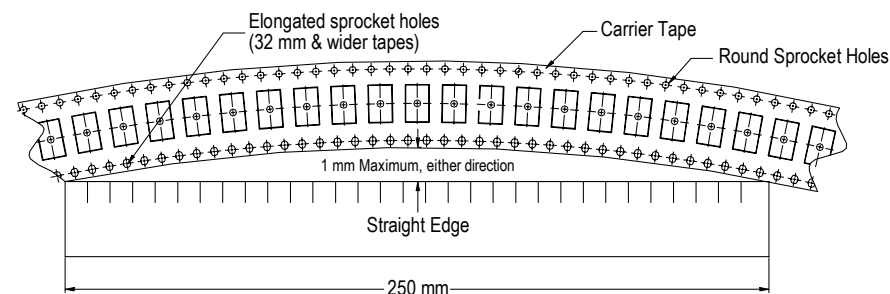 Elongated sprocket holes
(32 mm & wider tapes)
Carrier Tape
Round Sprocket Holes
1 mm Maximum, either direction
Straight Edge
250 mm